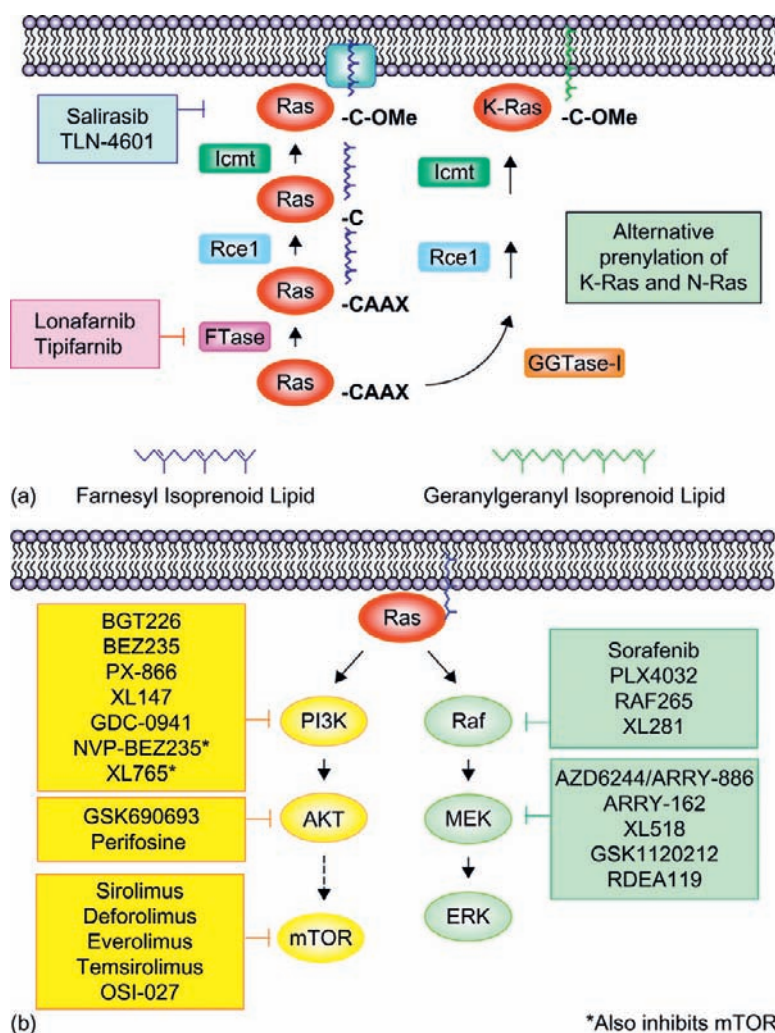 Salirasib
TLN-4601
Ras
-C-OMe
K-Ras
-C-OMe
Icmt
Icmt
Ras
-C
Rce1
Rce1
Ras
-CAAX
Alternative
prenylation of
K-Ras and N-Ras
Lonafarnib
Tipifarnib
FTase
Ras
-CAAX
GGTase-I
(a)
Farnesyl Isoprenoid Lipid
Geranylgeranyl Isoprenoid Lipid
Ras
BGT226
BEZ235
PX-866
XL147
GDC-0941
NVP-BEZ235*
XL765*
PI3K
Raf
Sorafenib
PLX4032
RAF265
XL281
GSK690693
Perifosine
AKT
MEK
AZD6244/ARRY-886
ARRY-162
XL518
GSK1120212
RDEA119
Sirolimus
Deforolimus
Everolimus
Temsirolimus
OSI-027
mTOR
ERK
(b)
*Also inhibits mTOR